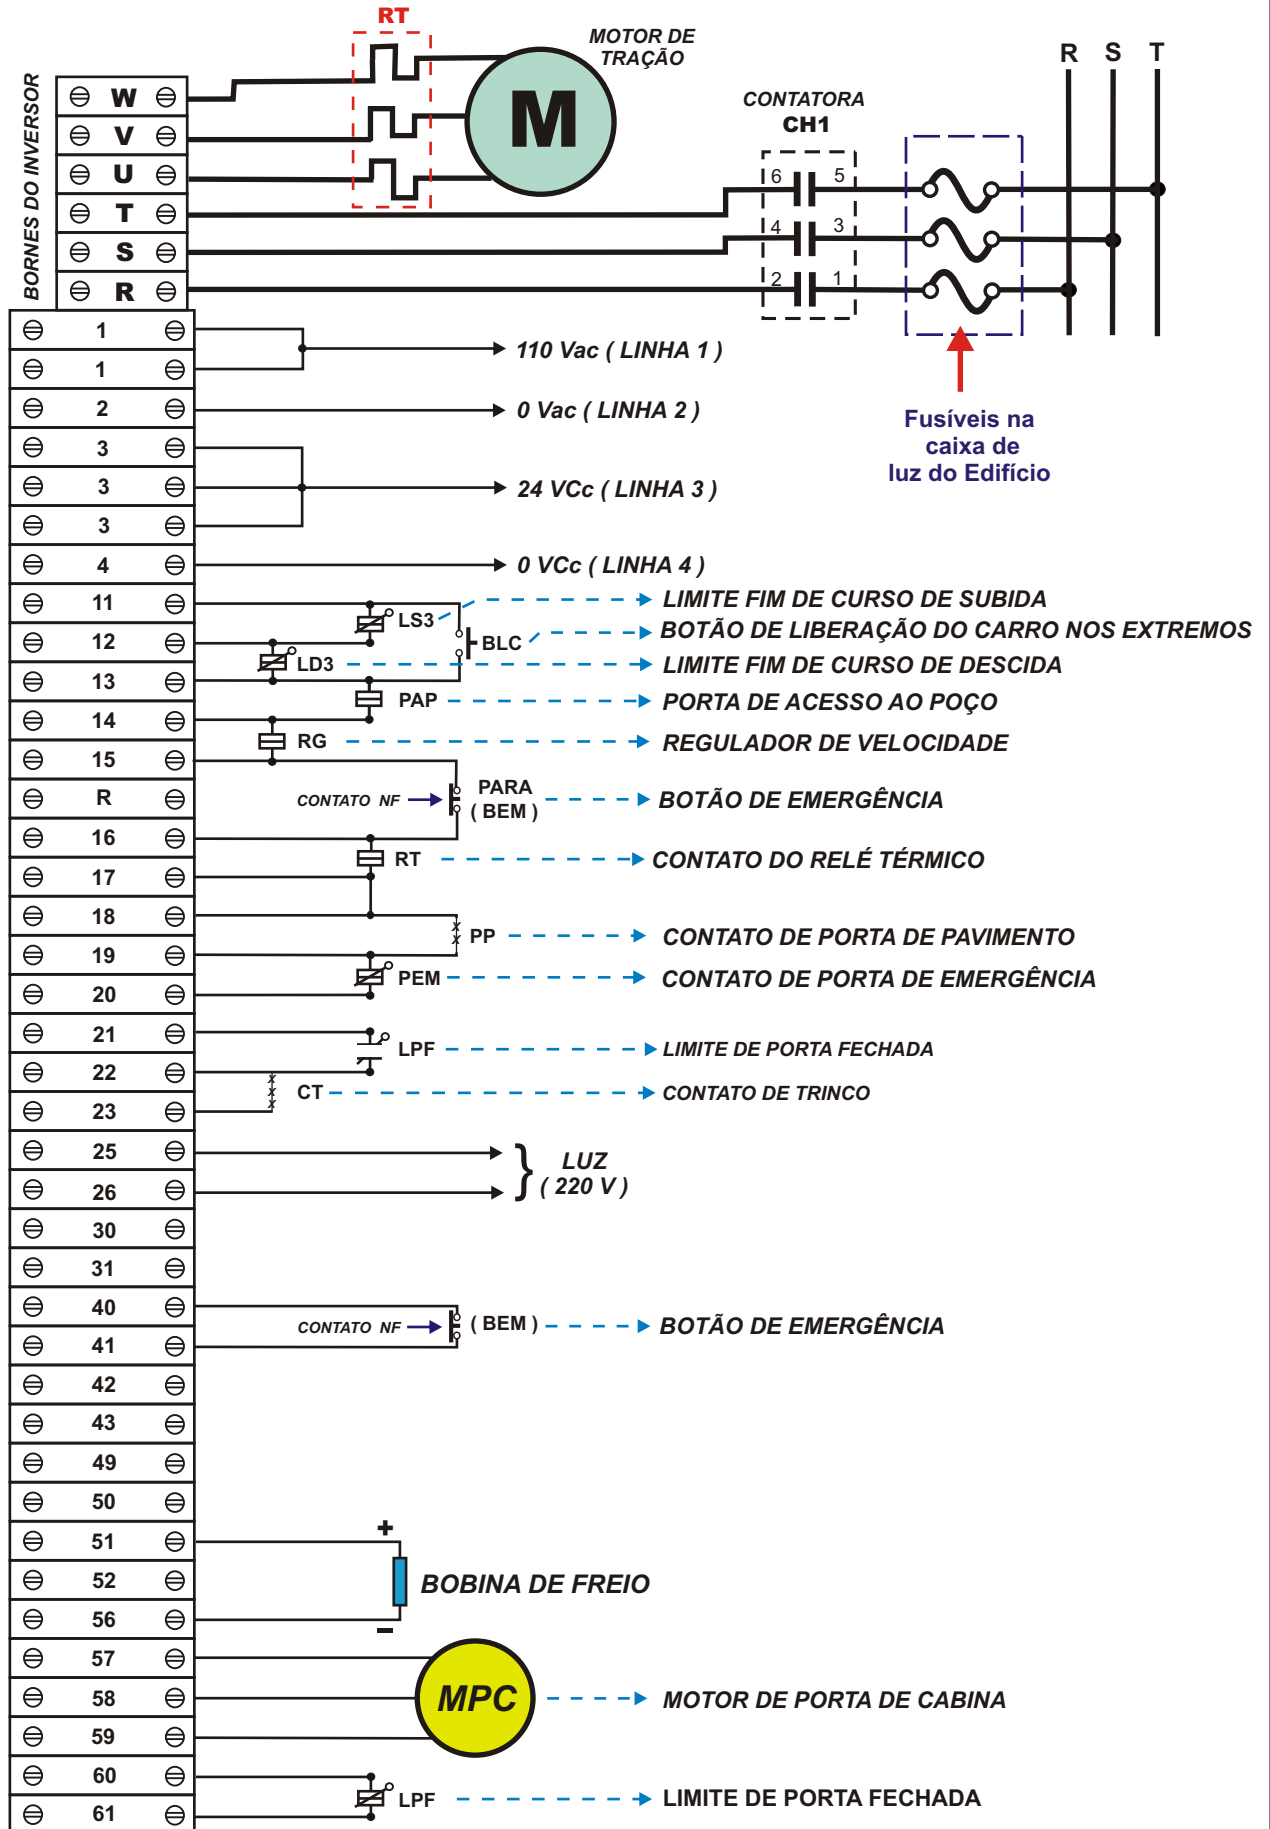 RT
MOTOR DE
TRAÇÃO
M
BORNES DO INVERSOR
W
V
U
T
S
R
CONTATORA
CH1
6 5
4 3
2 1
R S T
Fusíveis na
caixa de
luz do Edifício
1
1
110 Vac ( LINHA 1 )
2
0 Vac ( LINHA 2 )
3
3
24 VCc ( LINHA 3 )
3
4
0 VCc ( LINHA 4 )
11
LS3
LIMITE FIM DE CURSO DE SUBIDA
12
BLC
BOTÃO DE LIBERAÇÃO DO CARRO NOS EXTREMOS
LD3
LIMITE FIM DE CURSO DE DESCIDA
13
PAP
PORTA DE ACESSO AO POÇO
14
RG
REGULADOR DE VELOCIDADE
15
R
CONTATO NF
PARA
( BEM )
BOTÃO DE EMERGÊNCIA
16
RT
CONTATO DO RELÉ TÉRMICO
17
18
PP
CONTATO DE PORTA DE PAVIMENTO
19
PEM
CONTATO DE PORTA DE EMERGÊNCIA
20
21
LPF
LIMITE DE PORTA FECHADA
22
CT
CONTATO DE TRINCO
23
25
LUZ
( 220 V )
26
30
31
40
CONTATO NF
( BEM )
BOTÃO DE EMERGÊNCIA
41
42
43
49
50
51
+
52
BOBINA DE FREIO
56
–
57
58
MPC
MOTOR DE PORTA DE CABINA
59
60
LPF
LIMITE DE PORTA FECHADA
61